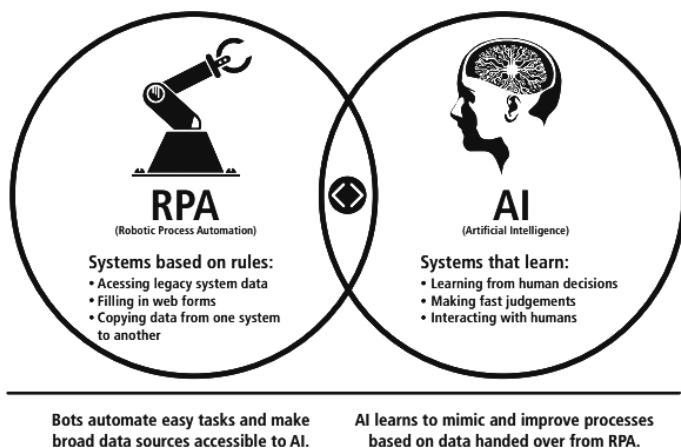 RPA
(Robotic Process Automation)
Systems based on rules:
• Acessing legacy system data
• Filling in web forms
• Copying data from one system
to another
AI
(Artificial Intelligence)
Systems that learn:
• Learning from human decisions
• Making fast judgements
• Interacting with humans
Bots automate easy tasks and make
broad data sources accessible to AI.
AI learns to mimic and improve processes
based on data handed over from RPA.